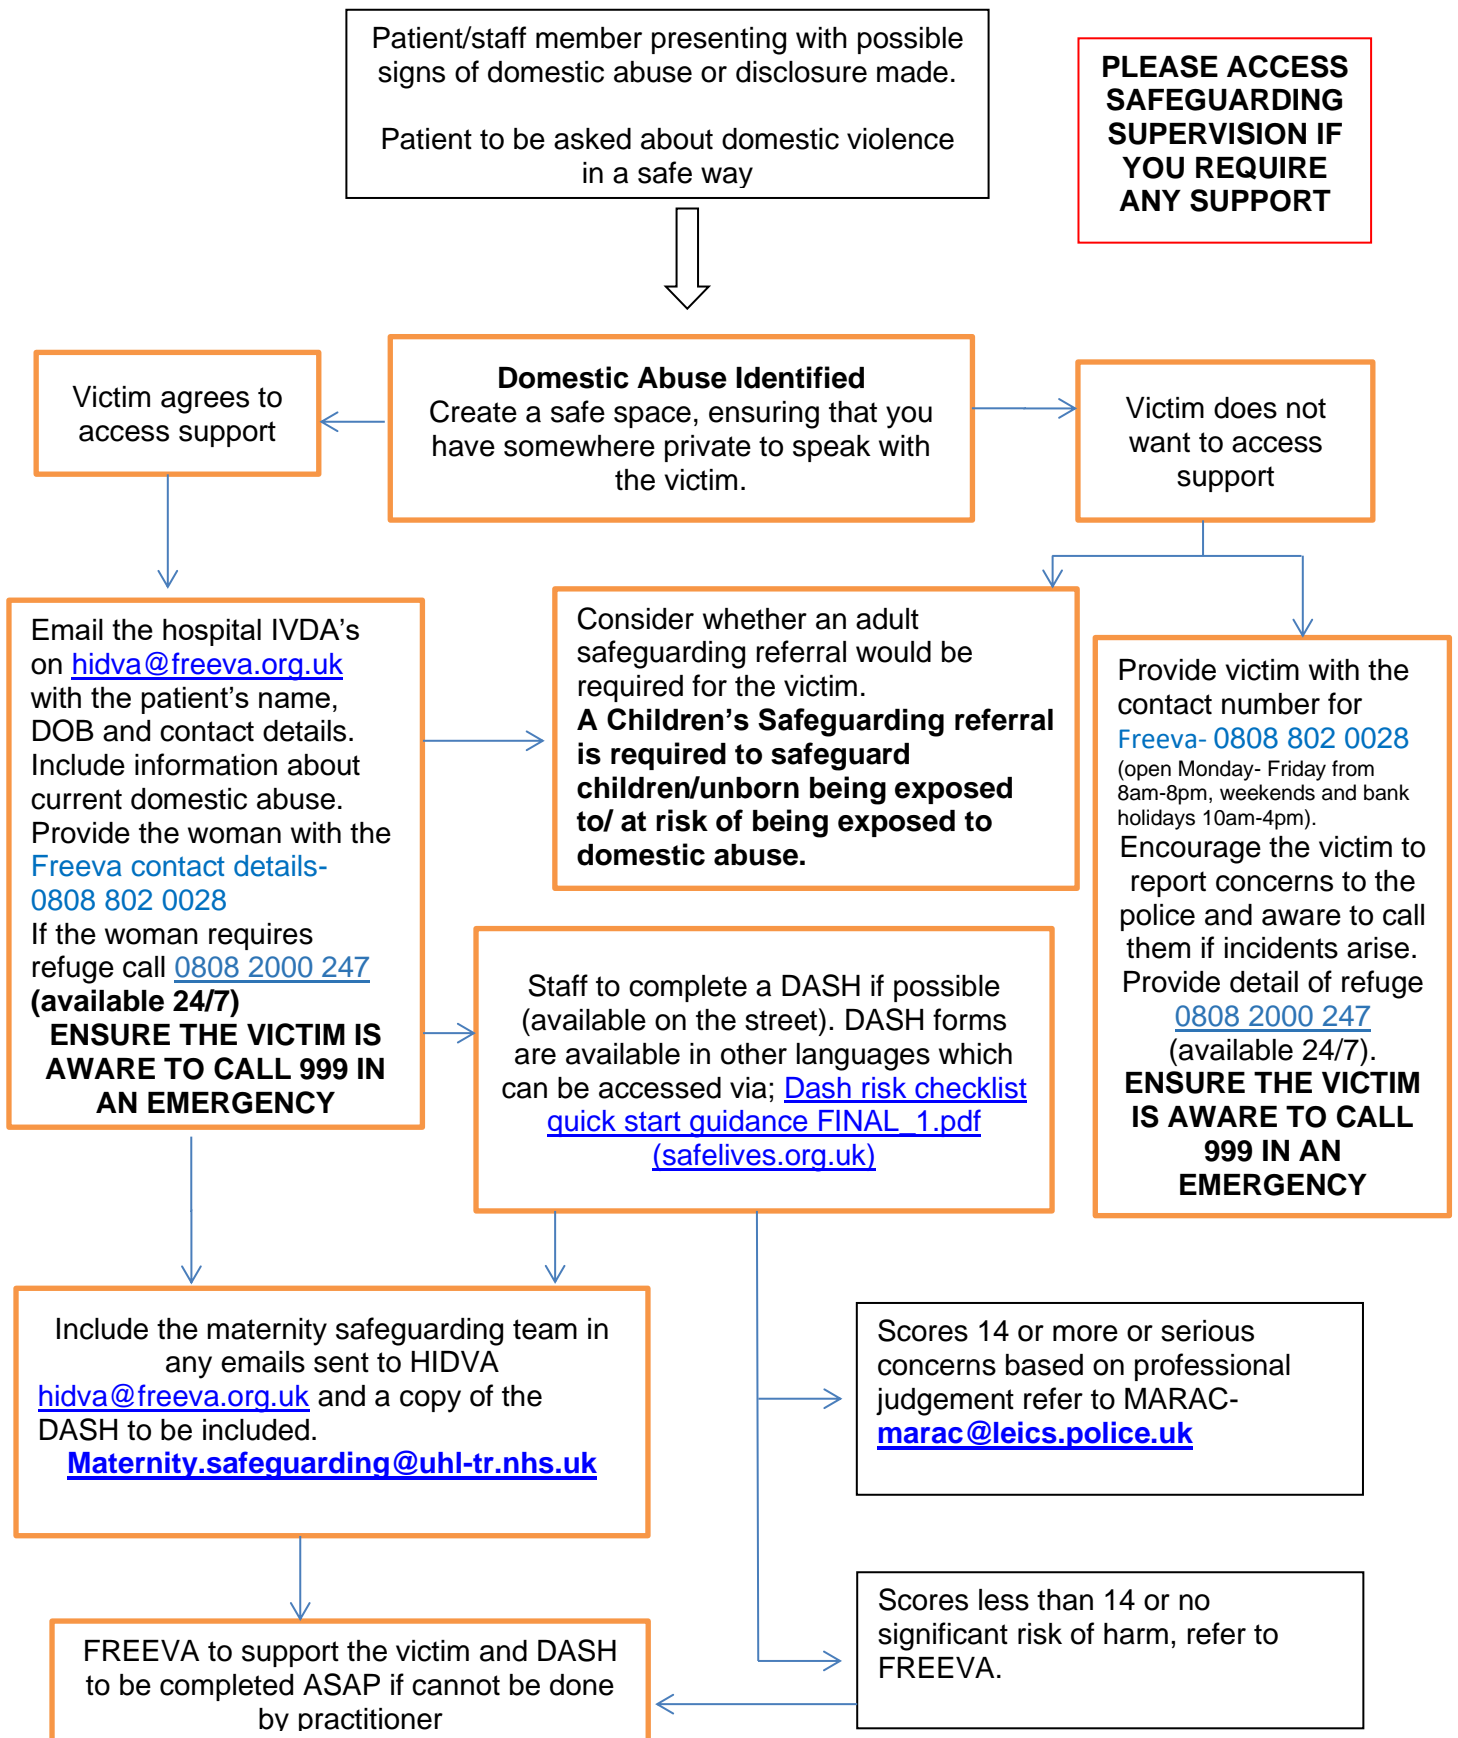 Patient/staff member presenting with possible
signs of domestic abuse or disclosure made.
Patient to be asked about domestic violence
in a safe way
PLEASE ACCESS
SAFEGUARDING
SUPERVISION IF
YOU REQUIRE
ANY SUPPORT
Victim agrees to
access support
Domestic Abuse Identified
Create a safe space, ensuring that you
have somewhere private to speak with
the victim.
Victim does not
want to access
support
Email the hospital IVDA’s
on hidva@freeva.org.uk
with the patient’s name,
DOB and contact details.
Include information about
current domestic abuse.
Provide the woman with the
Freeva contact details-
0808 802 0028
If the woman requires
refuge call 0808 2000 247
(available 24/7)
ENSURE THE VICTIM IS
AWARE TO CALL 999 IN
AN EMERGENCY
Consider whether an adult
safeguarding referral would be
required for the victim.
A Children’s Safeguarding referral
is required to safeguard
children/unborn being exposed
to/ at risk of being exposed to
domestic abuse.
Provide victim with the
contact number for
Freeva- 0808 802 0028
(open Monday- Friday from
8am-8pm, weekends and bank
holidays 10am-4pm).
Encourage the victim to
report concerns to the
police and aware to call
them if incidents arise.
Provide detail of refuge
0808 2000 247
(available 24/7).
ENSURE THE VICTIM
IS AWARE TO CALL
999 IN AN
EMERGENCY
Staff to complete a DASH if possible
(available on the street). DASH forms
are available in other languages which
can be accessed via; Dash risk checklist
quick start guidance FINAL_1.pdf
(safelives.org.uk)
Include the maternity safeguarding team in
any emails sent to HIDVA
hidva@freeva.org.uk and a copy of the
DASH to be included.
Maternity.safeguarding@uhl-tr.nhs.uk
Scores 14 or more or serious
concerns based on professional
judgement refer to MARAC-
marac@leics.police.uk
Scores less than 14 or no
significant risk of harm, refer to
FREEVA.
FREEVA to support the victim and DASH
to be completed ASAP if cannot be done
by practitioner